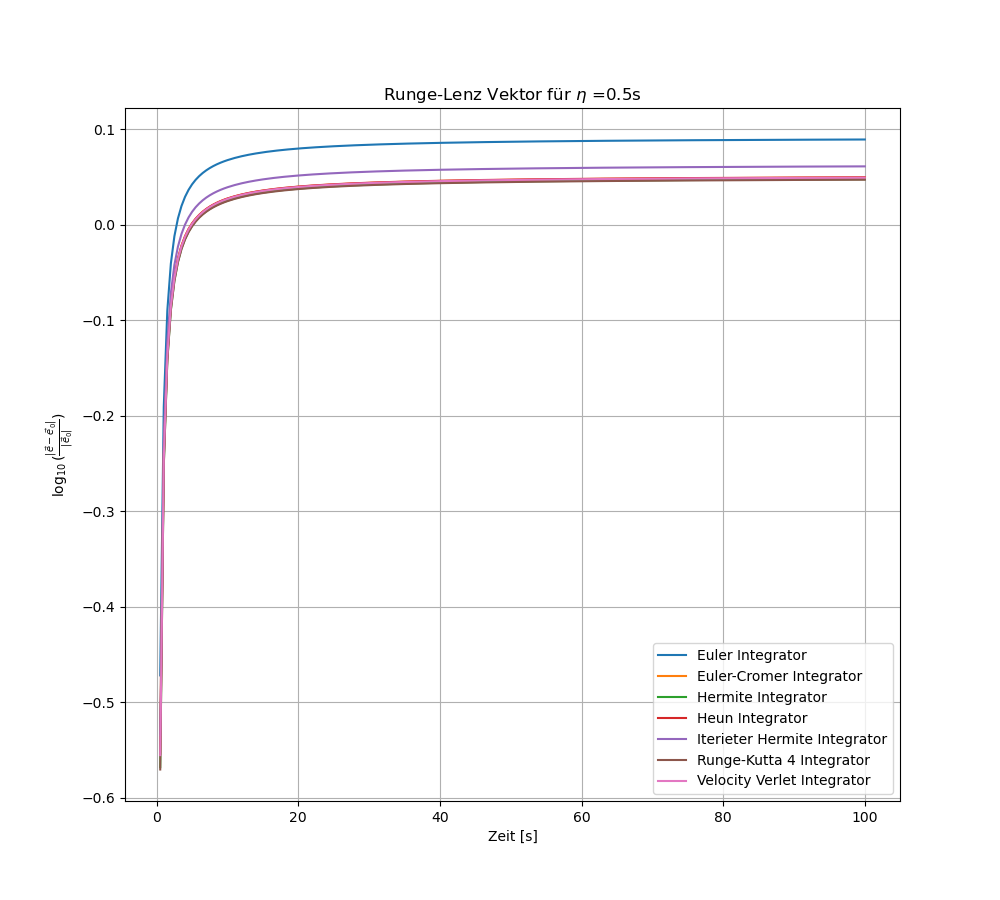 Runge-Lenz Vektor für η =0.5s
0.1
0.0
−0.1
−0.2
−0.3
−0.4
−0.5
−0.6
log₁₀(|e⃗ − e⃗₀| / |e⃗₀|)
0 20 40 60 80 100
Zeit [s]
Euler Integrator
Euler-Cromer Integrator
Hermite Integrator
Heun Integrator
Iterieter Hermite Integrator
Runge-Kutta 4 Integrator
Velocity Verlet Integrator